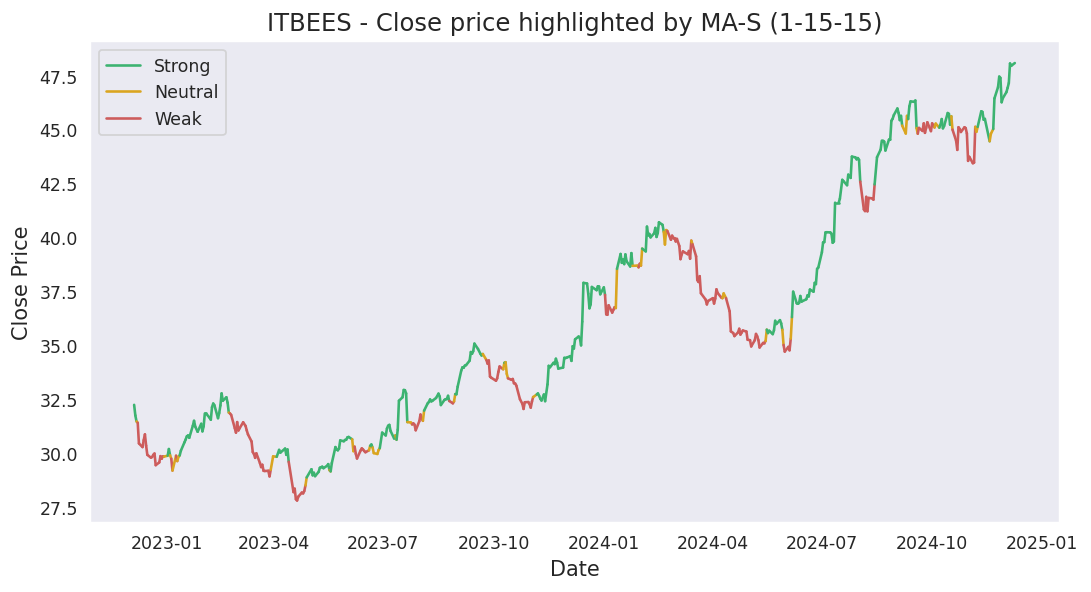 ITBEES - Close price highlighted by MA-S (1-15-15)
Strong
Neutral
Weak
Close Price
47.5
45.0
42.5
40.0
37.5
35.0
32.5
30.0
27.5
2023-01 2023-04 2023-07 2023-10 2024-01 2024-04 2024-07 2024-10 2025-01
Date